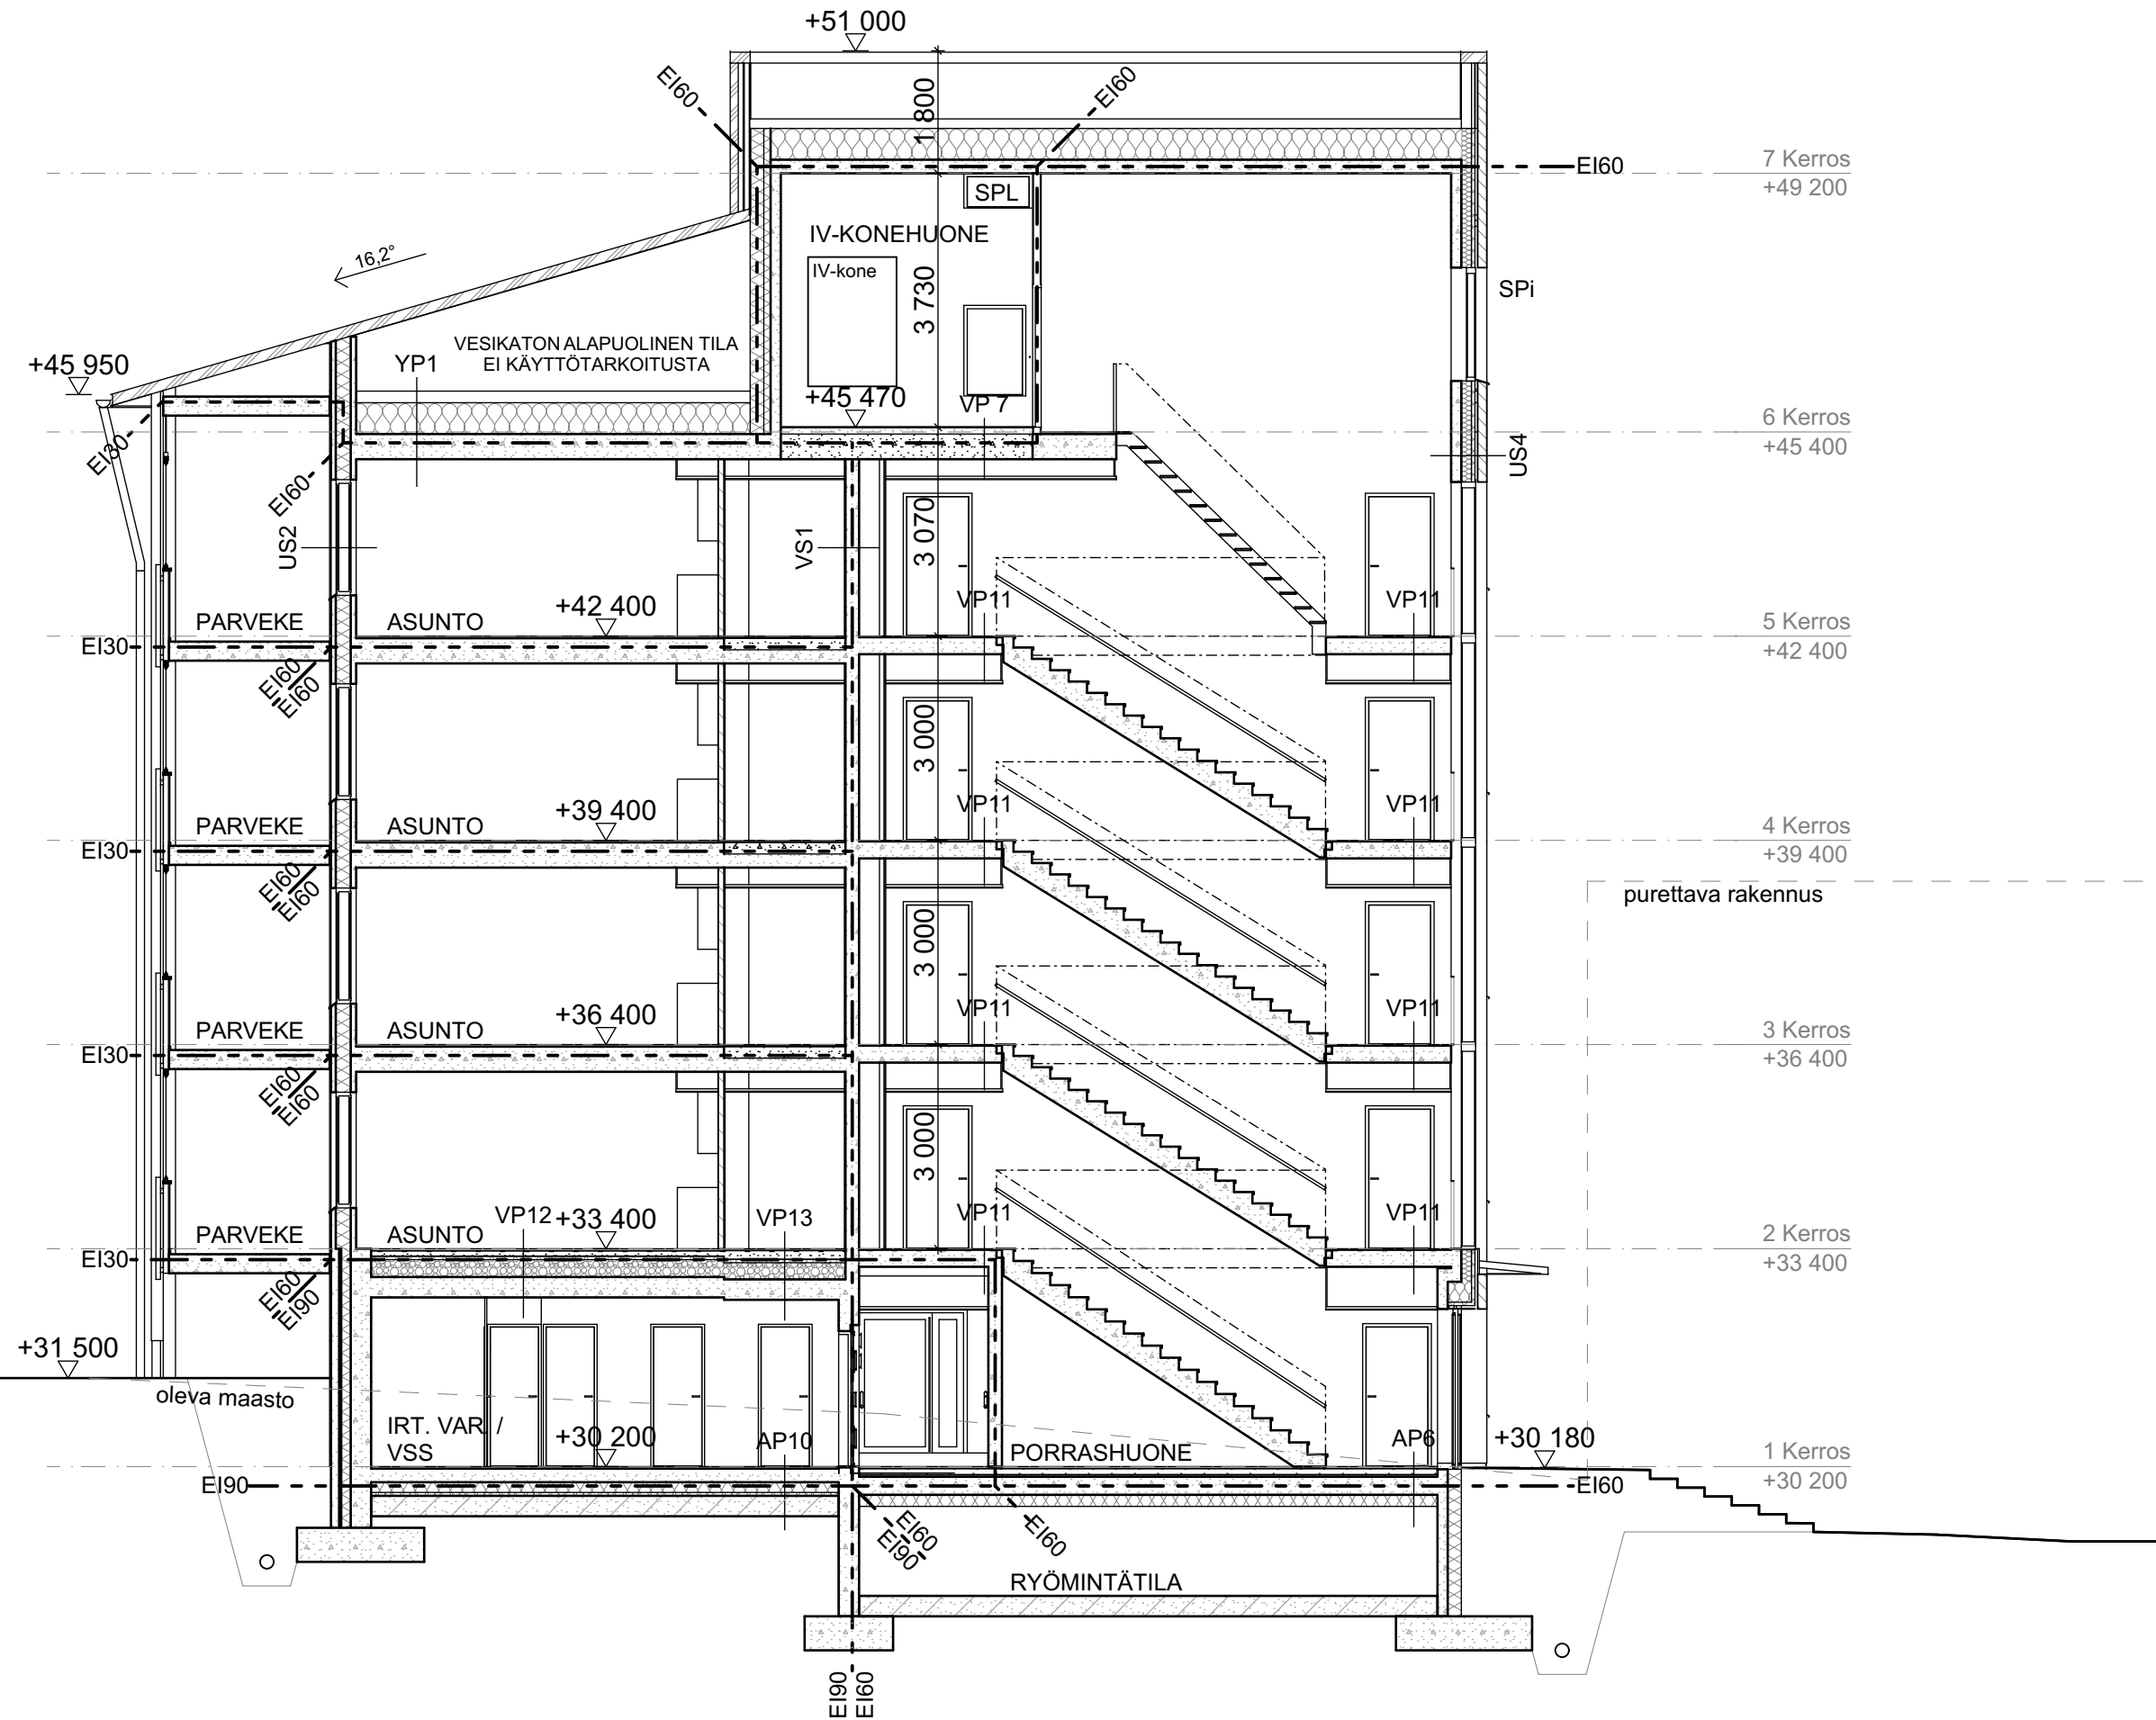 +51 000
EI60
EI60
1 800
EI60
7 Kerros
+49 200
SPL
IV-KONEHUONE
16,2°
IV-kone
3 730
SPi
VESIKATON ALAPUOLINEN TILA
EI KÄYTTÖTARKOITUSTA
+45 950
YP1
+45 470
VP 7
6 Kerros
+45 400
EI30
EI60
US4
US2
VS1
3 070
PARVEKE
ASUNTO
+42 400
VP11
VP11
5 Kerros
+42 400
EI30
EI60
EI60
3 000
PARVEKE
ASUNTO
+39 400
VP11
VP11
4 Kerros
+39 400
EI30
EI60
EI60
purettava rakennus
3 000
PARVEKE
ASUNTO
+36 400
VP11
VP11
3 Kerros
+36 400
EI30
EI60
EI60
3 000
PARVEKE
ASUNTO
VP12
+33 400
VP13
VP11
VP11
2 Kerros
+33 400
EI30
EI60
EI90
+31 500
oleva maasto
IRT. VAR. /
VSS
+30 200
AP10
PORRASHUONE
AP6
+30 180
1 Kerros
+30 200
EI90
EI60
EI60
EI90
EI60
RYÖMINTÄTILA
EI90
EI60